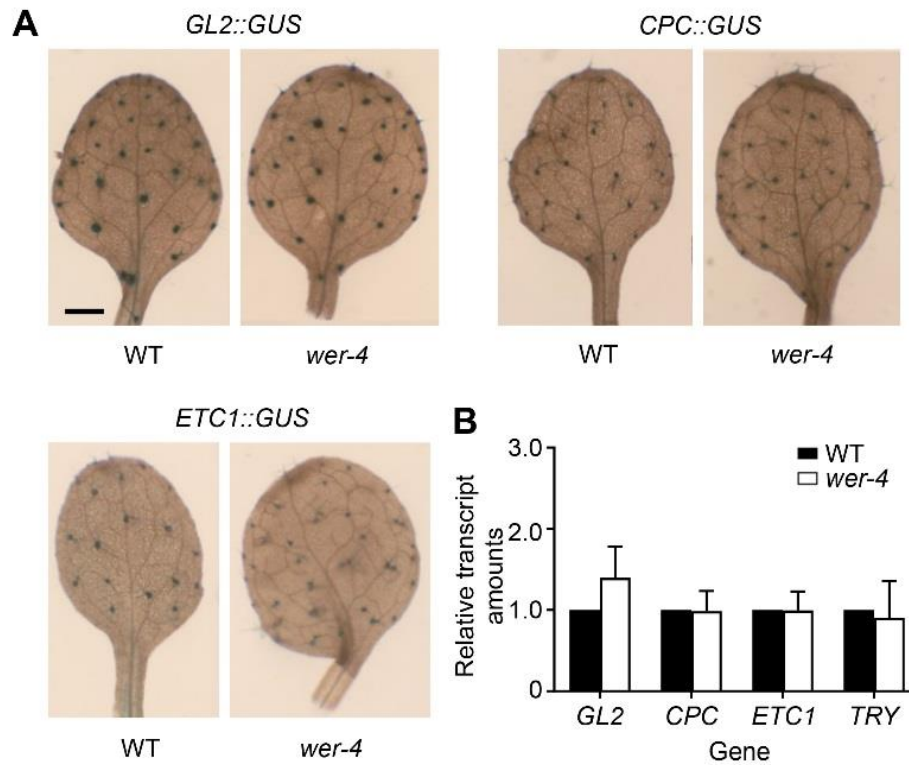 A
GL2::GUS
CPC::GUS
WT
wer-4
WT
wer-4
ETC1::GUS
WT
wer-4
B
Relative transcript
amounts
3.0
2.0
1.0
0
WT
wer-4
GL2
CPC
ETC1
TRY
Gene